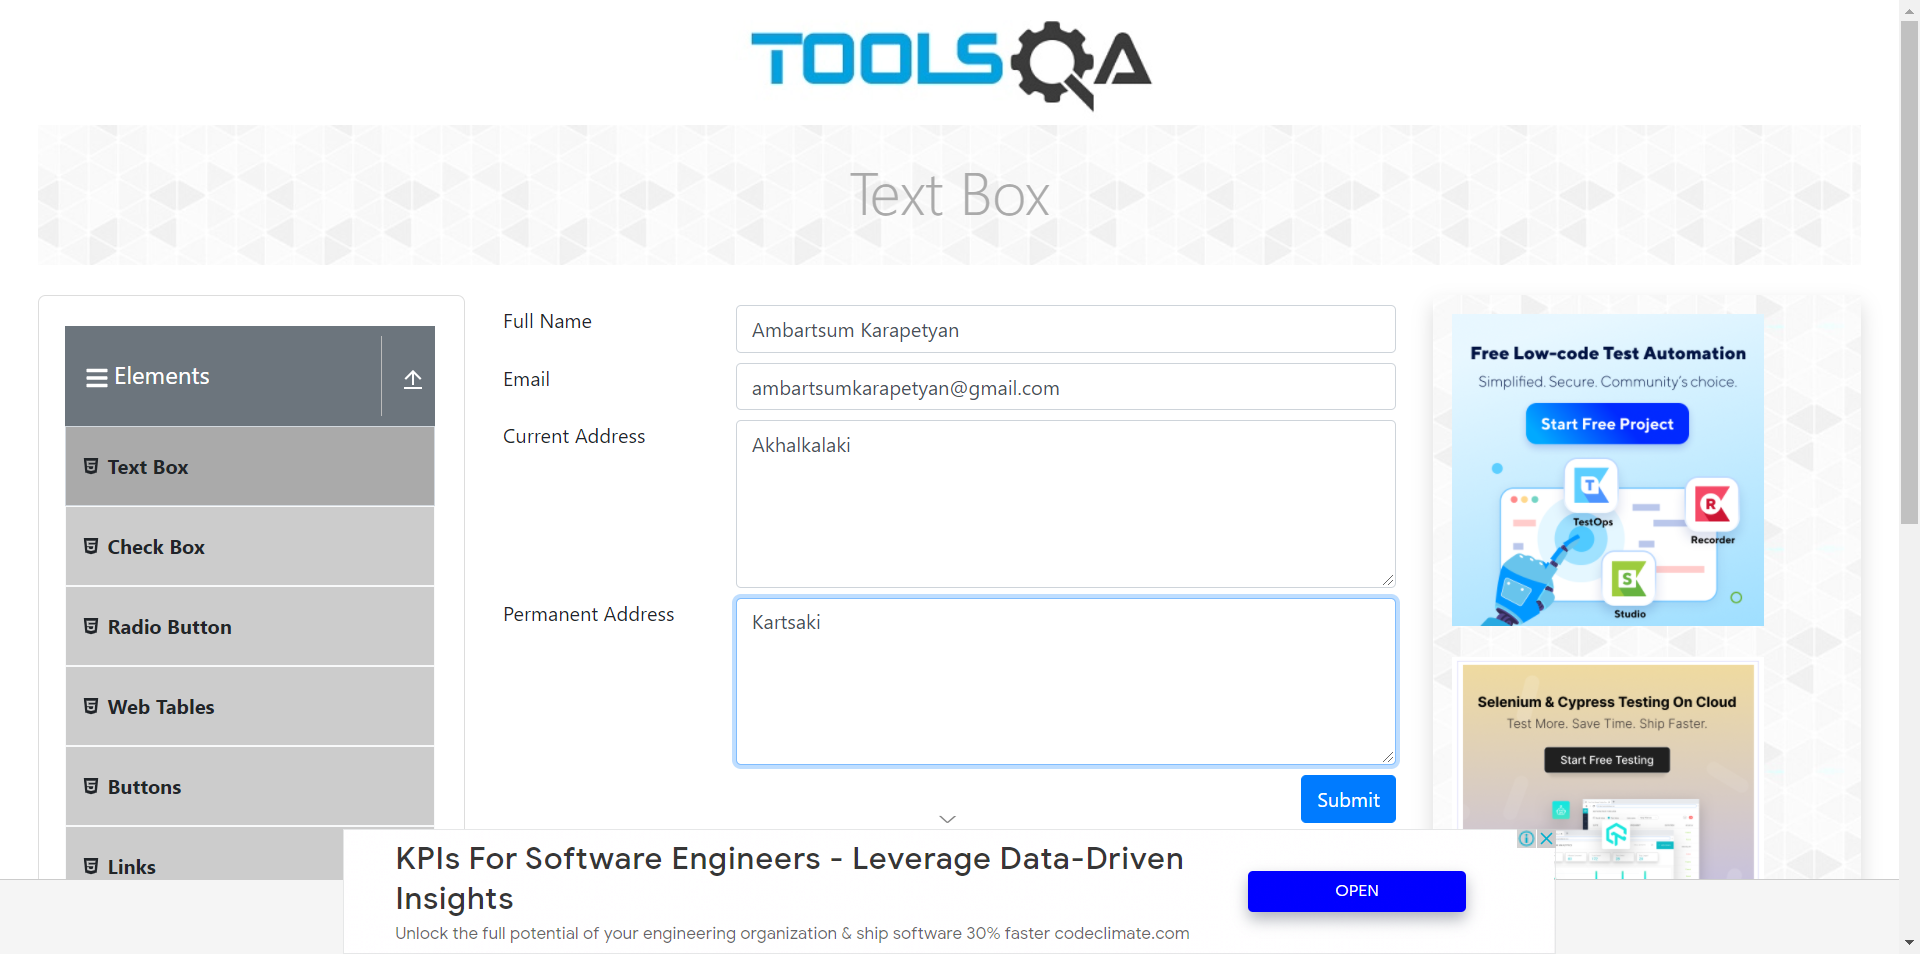 TOOLSQA
Text Box
Elements
Text Box
Check Box
Radio Button
Web Tables
Buttons
Links
Full Name
Ambartsum Karapetyan
Email
ambartsumkarapetyan@gmail.com
Current Address
Akhalkalaki
Permanent Address
Kartsaki
Submit
Free Low-code Test Automation
Simplified. Secure. Community's choice.
Start Free Project
T
TestOps
R
Recorder
S
Studio
Selenium & Cypress Testing On Cloud
Test More. Save Time. Ship Faster.
Start Free Testing
KPIs For Software Engineers - Leverage Data-Driven
Insights
Unlock the full potential of your engineering organization & ship software 30% faster codeclimate.com
OPEN